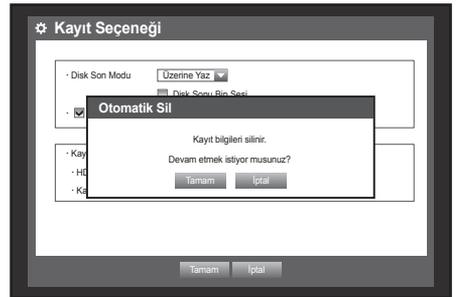 Kayıt Seçeneği
· Disk Son Modu Üzerine Yaz
Disk Sonu Bip Sesi
Otomatik Sil
Kayıt bilgileri silinir.
Devam etmek istiyor musunuz?
Tamam İptal
Tamam İptal